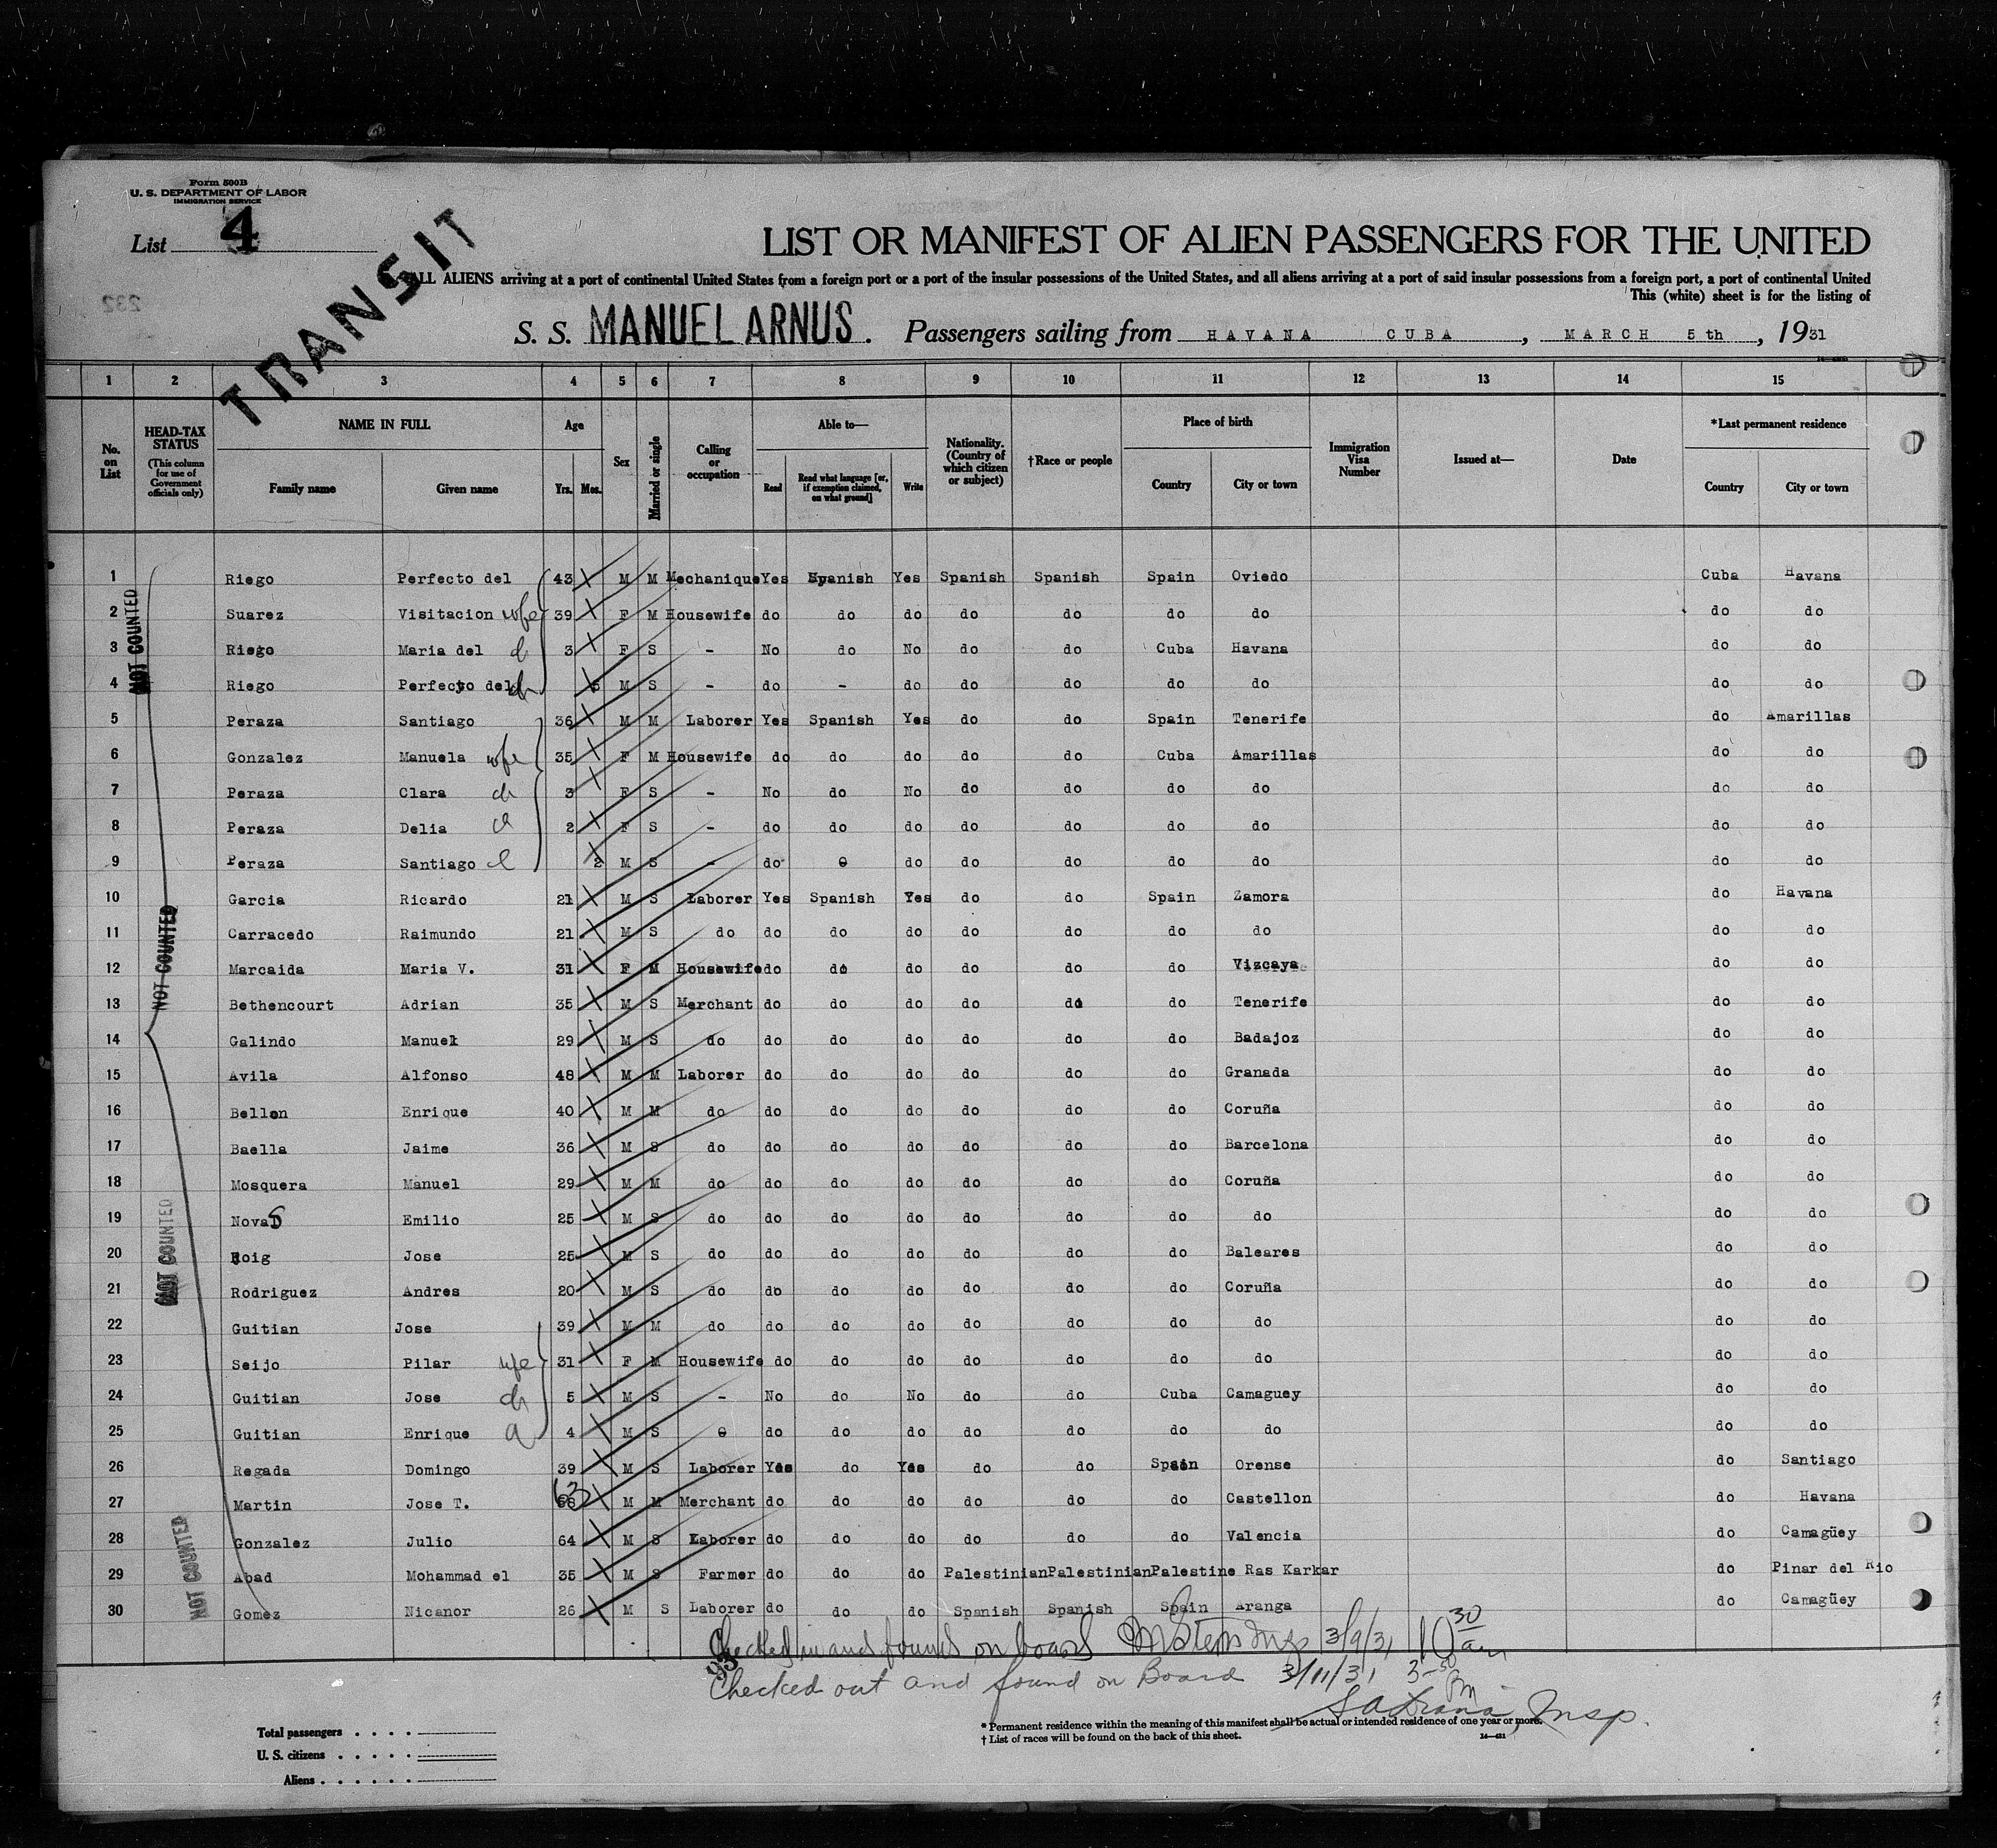 Form 500B
U. S. DEPARTMENT OF LABOR
IMMIGRATION SERVICE
List 4
TRANSIT
LIST OR MANIFEST OF ALIEN PASSENGERS FOR THE UNITED
ALL ALIENS arriving at a port of continental United States from a foreign port or a port of the insular possessions of the United States, and all aliens arriving at a port of said insular possessions from a foreign port, a port of continental United
This (white) sheet is for the listing of
232
S. S. MANUEL ARNUS. Passengers sailing from HAVANA CUBA, MARCH 5th, 1931
1 2 3 4 5 6 7 8 9 10 11 12 13 14 15
No. on List
HEAD-TAX STATUS (This column for use of Government officials only)
NAME IN FULL Family name Given name
Age Yrs. Mos.
Sex
Married or single
Calling or occupation
Able to— Read Read what language [or, if exemption claimed, on what ground] Write
Nationality. (Country of which citizen or subject)
†Race or people
Place of birth Country City or town
Immigration Visa Number
Issued at—
Date
*Last permanent residence Country City or town
1 Riego Perfecto del 43 M M Mechanique Yes Spanish Yes Spanish Spanish Spain Oviedo Cuba Havana
2 Suarez Visitacion wfe 39 F M Housewife do do do do do do do do do
3 Riego Maria del 3 F S - No do No do do Cuba Havana do do
4 Riego Perfecto del ch 5 M S - do - do do do do do do do
5 Peraza Santiago 36 M M Laborer Yes Spanish Yes do do Spain Tenerife do Amarillas
6 Gonzalez Manuela wfe 35 F M Housewife do do do do do Cuba Amarillas do do
7 Peraza Clara ch 3 F S - No do No do do do do do do
8 Peraza Delia 2 F S - do do do do do do do do do
9 Peraza Santiago 2 M S - do do do do do do do do
10 Garcia Ricardo 21 M S Laborer Yes Spanish Yes do do Spain Zamora do Havana
11 Carracedo Raimundo 21 M S do do do do do do do do do do
12 Marcaida Maria V. 31 F M Housewife do do do do do do Vizcaya do do
13 Bethencourt Adrian 35 M S Merchant do do do do do do Tenerife do do
14 Galindo Manuel 29 M S do do do do do do do Badajoz do do
15 Avila Alfonso 48 M M Laborer do do do do do do Granada do do
16 Bellon Enrique 40 M M do do do do do do do Coruña do do
17 Baella Jaime 36 M S do do do do do do do Barcelona do do
18 Mosquera Manuel 29 M M do do do do do do do Coruña do do
19 NovaS Emilio 25 M S do do do do do do do do do do
20 Roig Jose 25 M S do do do do do do do Baleares do do
21 Rodriguez Andres 20 M S do do do do do do do Coruña do do
22 Guitian Jose 39 M M do do do do do do do do do do
23 Seijo Pilar wfe 31 F M Housewife do do do do do do do do do
24 Guitian Jose ch 5 M S - No do No do do Cuba Camaguey do do
25 Guitian Enrique 4 M S do do do do do do do do do
26 Regada Domingo 39 M S Laborer Yes do Yes do do Spain Orense do Santiago
27 Martin Jose T. 63 M M Merchant do do do do do do Castellon do Havana
28 Gonzalez Julio 64 M S Laborer do do do do do do Valencia do Camagüey
29 Abad Mohammad el 35 M S Farmer do do do Palestinian Palestinian Palestine Ras Karkar do Pinar del Rio
30 Gomez Nicanor 26 M S Laborer do do do Spanish Spanish Spain Aranga do Camagüey
NOT COUNTED
NOT COUNTED
NOT COUNTED
NOT COUNTED
Checked in and found on board Insp 3/9/31 10 30 am
Checked out and found on Board 3/11/31 3-50 Pm
Insp.
Total passengers . . . .
U. S. citizens . . . . .
Aliens . . . . . .
* Permanent residence within the meaning of this manifest shall be actual or intended residence of one year or more.
† List of races will be found on the back of this sheet.